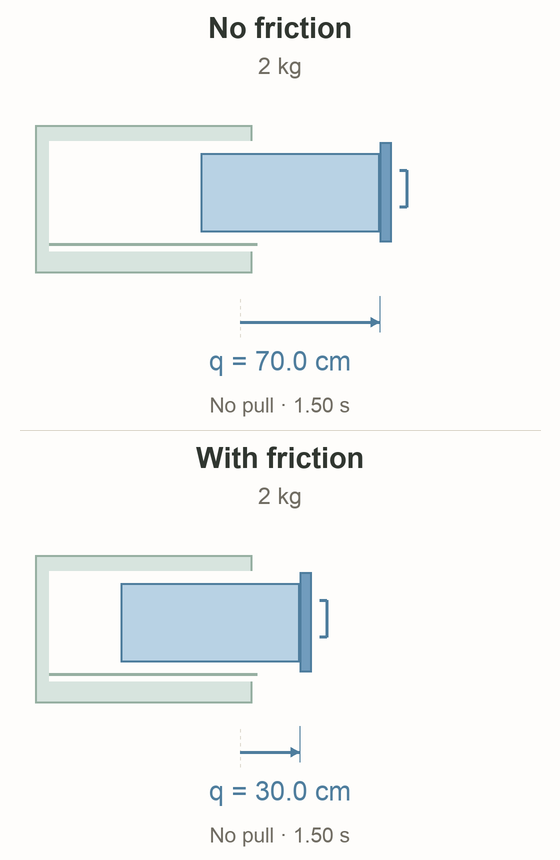 No friction
2 kg
q = 70.0 cm
No pull · 1.50 s
With friction
2 kg
q = 30.0 cm
No pull · 1.50 s